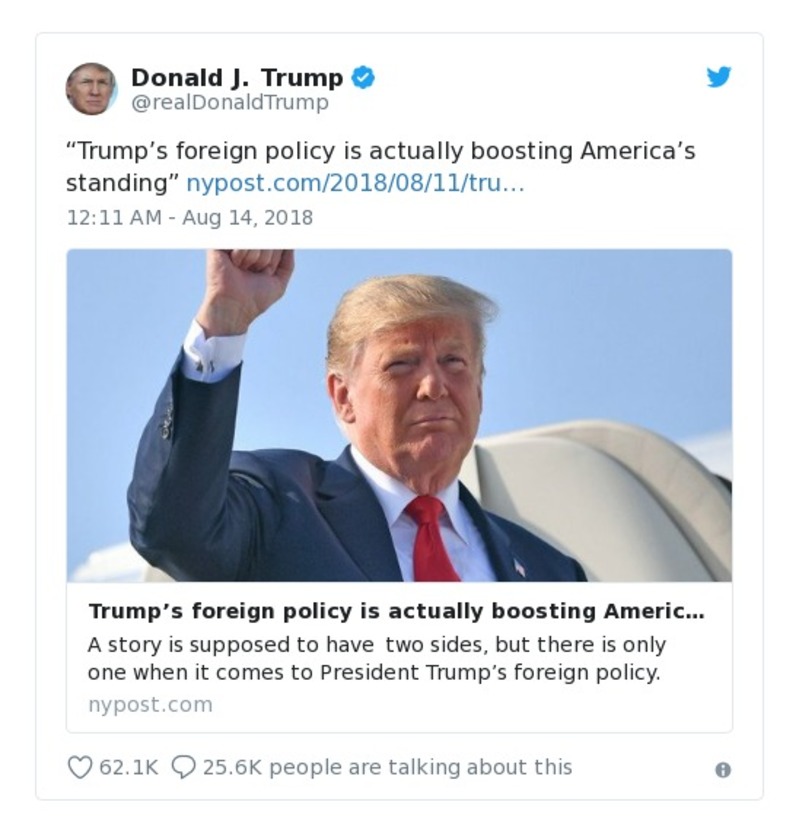 Donald J. Trump
@realDonaldTrump
“Trump’s foreign policy is actually boosting America’s
standing” nypost.com/2018/08/11/tru…
12:11 AM - Aug 14, 2018
Trump’s foreign policy is actually boosting Americ…
A story is supposed to have two sides, but there is only
one when it comes to President Trump’s foreign policy.
nypost.com
62.1K 25.6K people are talking about this